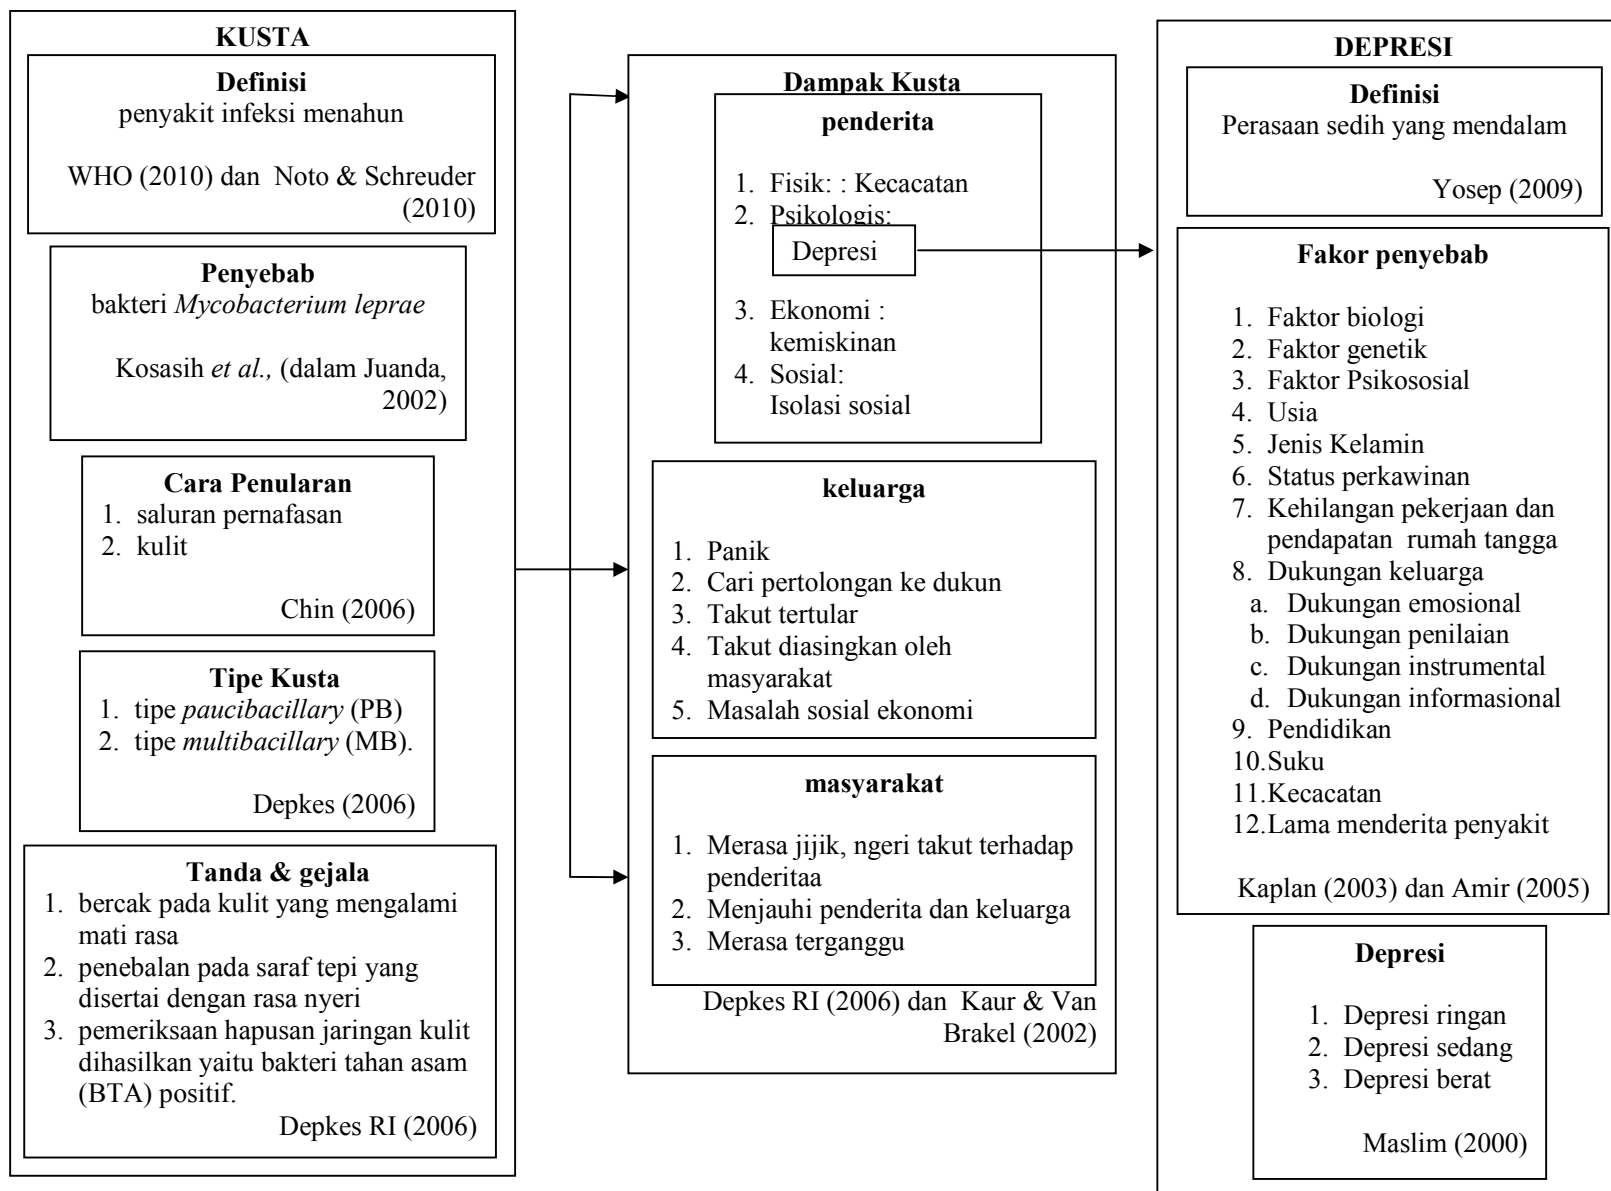 KUSTA
Definisi
penyakit infeksi menahun
WHO (2010) dan Noto & Schreuder
(2010)
Penyebab
bakteri Mycobacterium leprae
Kosasih et al., (dalam Juanda,
2002)
Cara Penularan
1. saluran pernafasan
2. kulit
Chin (2006)
Tipe Kusta
1. tipe paucibacillary (PB)
2. tipe multibacillary (MB).
Depkes (2006)
Tanda & gejala
1. bercak pada kulit yang mengalami
mati rasa
2. penebalan pada saraf tepi yang
disertai dengan rasa nyeri
3. pemeriksaan hapusan jaringan kulit
dihasilkan yaitu bakteri tahan asam
(BTA) positif.
Depkes RI (2006)
Dampak Kusta
penderita
1. Fisik: : Kecacatan
2. Psikologis:
Depresi
3. Ekonomi :
kemiskinan
4. Sosial:
Isolasi sosial
keluarga
1. Panik
2. Cari pertolongan ke dukun
3. Takut tertular
4. Takut diasingkan oleh
masyarakat
5. Masalah sosial ekonomi
masyarakat
1. Merasa jijik, ngeri takut terhadap
penderitaa
2. Menjauhi penderita dan keluarga
3. Merasa terganggu
Depkes RI (2006) dan Kaur & Van
Brakel (2002)
DEPRESI
Definisi
Perasaan sedih yang mendalam
Yosep (2009)
Fakor penyebab
1. Faktor biologi
2. Faktor genetik
3. Faktor Psikososial
4. Usia
5. Jenis Kelamin
6. Status perkawinan
7. Kehilangan pekerjaan dan
pendapatan rumah tangga
8. Dukungan keluarga
a. Dukungan emosional
b. Dukungan penilaian
c. Dukungan instrumental
d. Dukungan informasional
9. Pendidikan
10.Suku
11.Kecacatan
12.Lama menderita penyakit
Kaplan (2003) dan Amir (2005)
Depresi
1. Depresi ringan
2. Depresi sedang
3. Depresi berat
Maslim (2000)